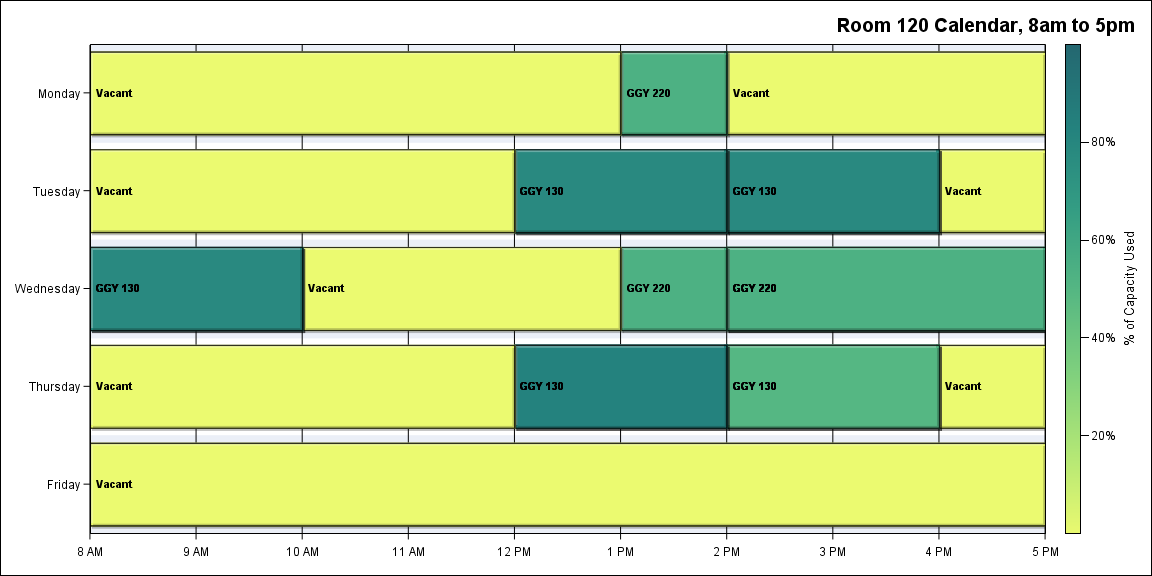 Room 120 Calendar, 8am to 5pm
Monday Vacant GGY 220 Vacant
Tuesday Vacant GGY 130 GGY 130 Vacant
Wednesday GGY 130 Vacant GGY 220 GGY 220
Thursday Vacant GGY 130 GGY 130 Vacant
Friday Vacant
8 AM 9 AM 10 AM 11 AM 12 PM 1 PM 2 PM 3 PM 4 PM 5 PM
80%
60%
40%
20%
% of Capacity Used